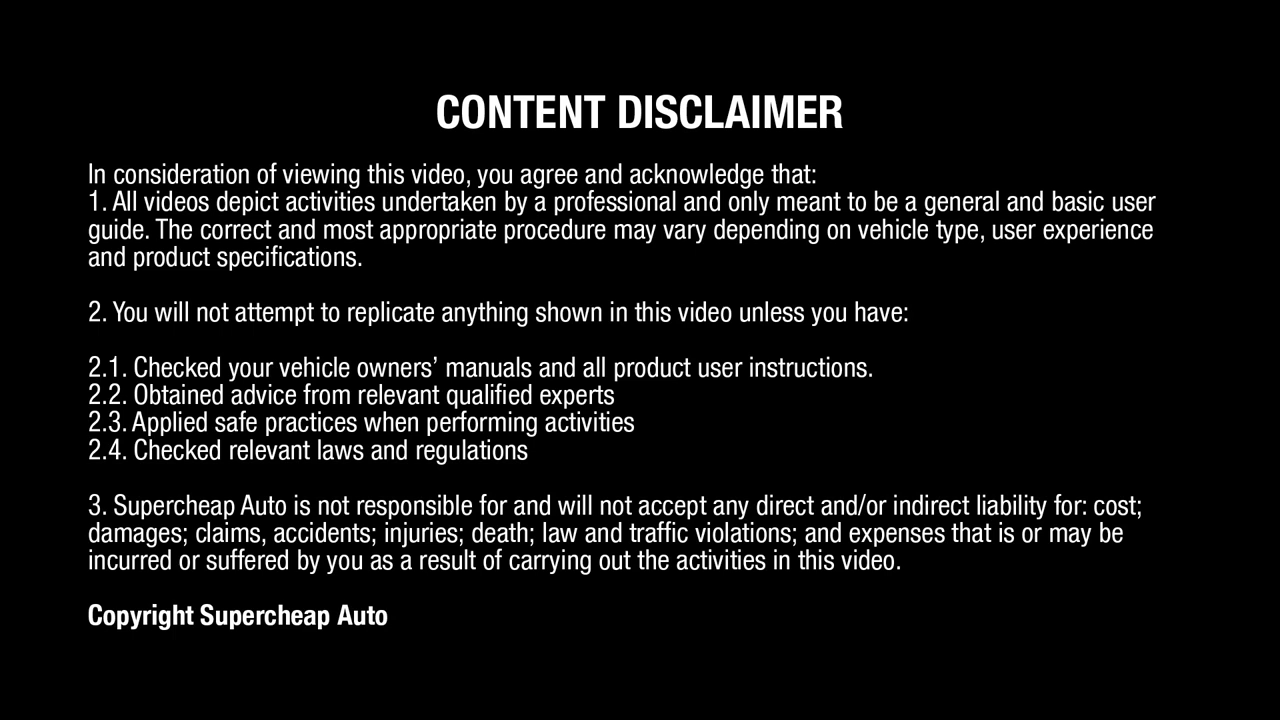 CONTENT DISCLAIMER
In consideration of viewing this video, you agree and acknowledge that:
1. All videos depict activities undertaken by a professional and only meant to be a general and basic user
guide. The correct and most appropriate procedure may vary depending on vehicle type, user experience
and product specifications.
2. You will not attempt to replicate anything shown in this video unless you have:
2.1. Checked your vehicle owners’ manuals and all product user instructions.
2.2. Obtained advice from relevant qualified experts
2.3. Applied safe practices when performing activities
2.4. Checked relevant laws and regulations
3. Supercheap Auto is not responsible for and will not accept any direct and/or indirect liability for: cost;
damages; claims, accidents; injuries; death; law and traffic violations; and expenses that is or may be
incurred or suffered by you as a result of carrying out the activities in this video.
Copyright Supercheap Auto